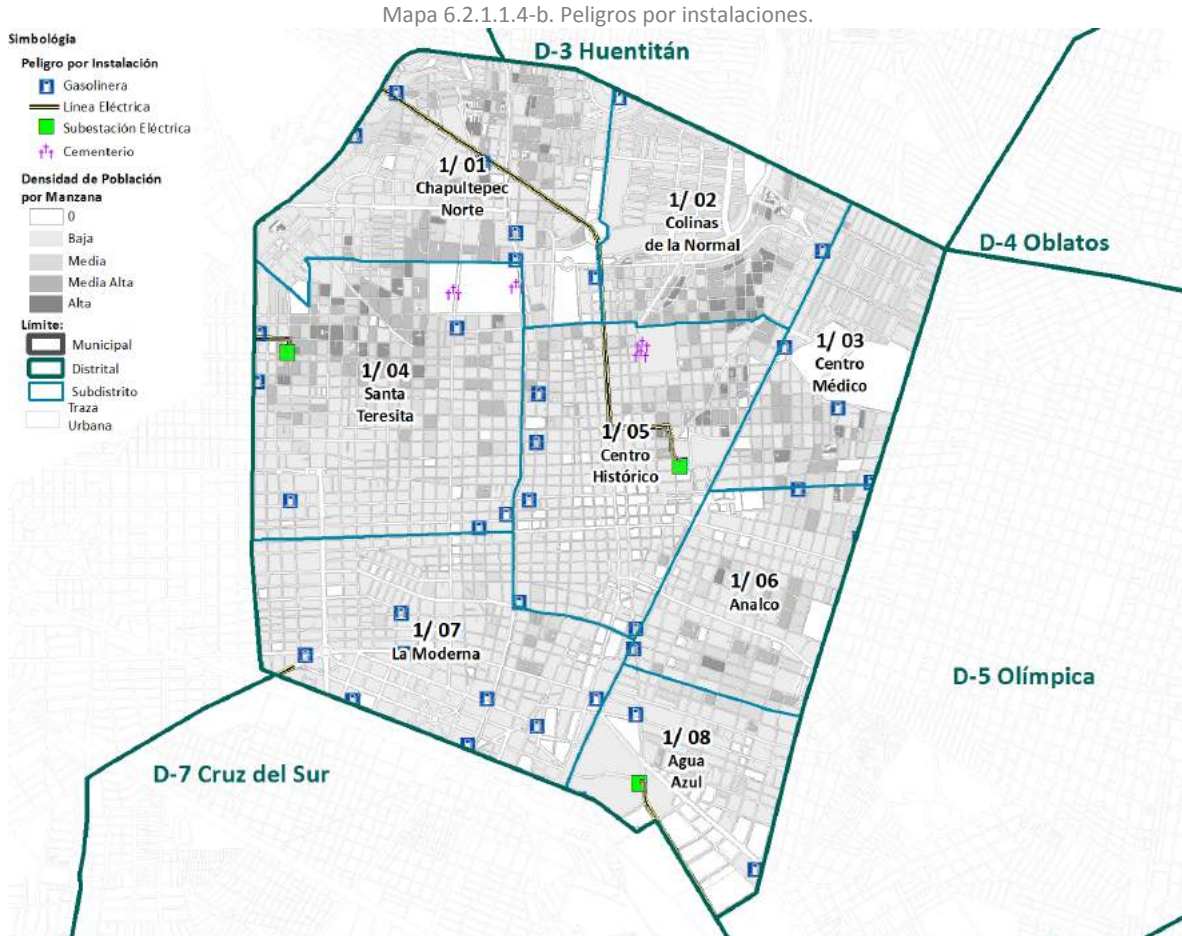 Mapa 6.2.1.1.4-b. Peligros por instalaciones.
Simbológia
Peligro por Instalación
Gasolinera
Línea Eléctrica
Subestación Eléctrica
Cementerio
Densidad de Población
por Manzana
0
Baja
Media
Media Alta
Alta
Límite:
Municipal
Distrital
Subdistrito
Traza
Urbana
D-3 Huentitán
1/ 01
Chapultepec
Norte
1/ 02
Colinas
de la Normal
D-4 Oblatos
1/ 03
Centro
Médico
1/ 04
Santa
Teresita
1/ 05
Centro
Histórico
1/ 06
Analco
1/ 07
La Moderna
D-5 Olímpica
1/ 08
Agua
Azul
D-7 Cruz del Sur